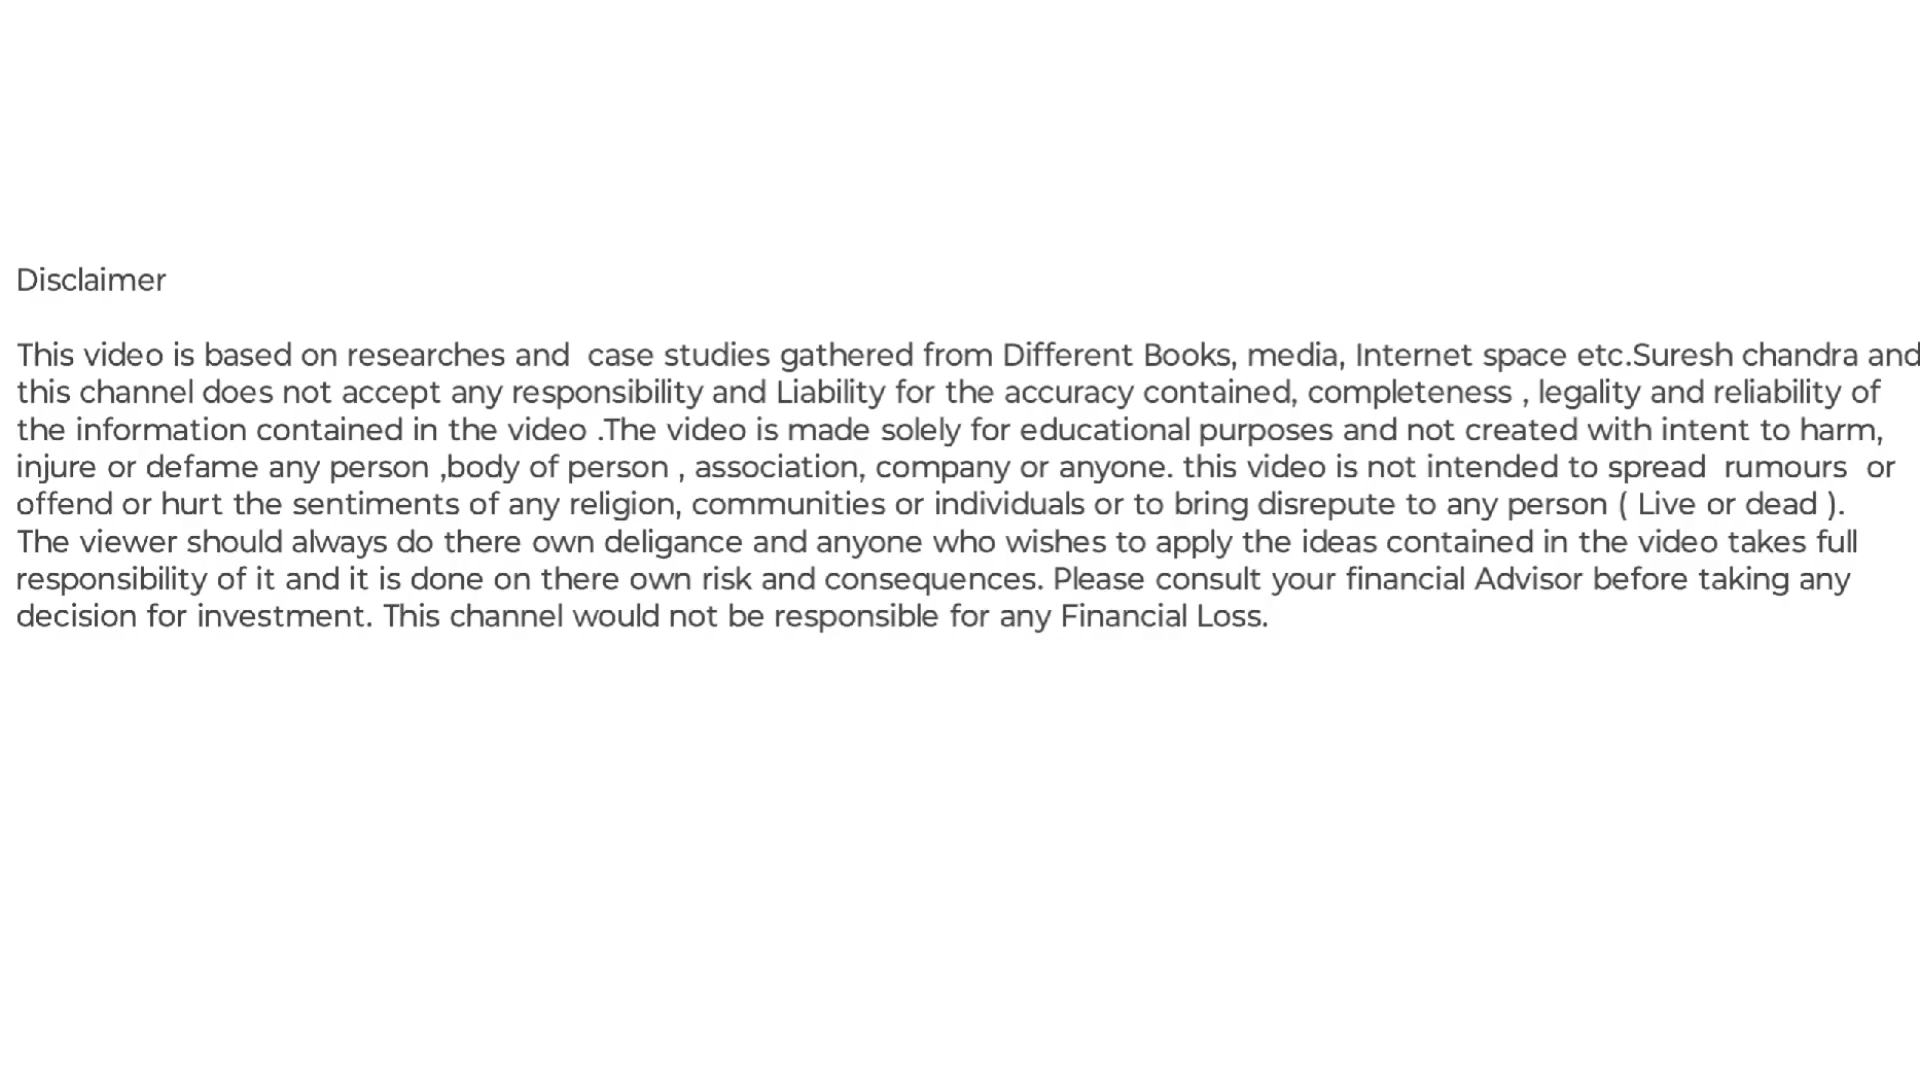 Disclaimer
This video is based on researches and  case studies gathered from Different Books, media, Internet space etc.Suresh chandra and
this channel does not accept any responsibility and Liability for the accuracy contained, completeness , legality and reliability of
the information contained in the video .The video is made solely for educational purposes and not created with intent to harm,
injure or defame any person ,body of person , association, company or anyone. this video is not intended to spread  rumours  or
offend or hurt the sentiments of any religion, communities or individuals or to bring disrepute to any person ( Live or dead ).
The viewer should always do there own deligance and anyone who wishes to apply the ideas contained in the video takes full
responsibility of it and it is done on there own risk and consequences. Please consult your financial Advisor before taking any
decision for investment. This channel would not be responsible for any Financial Loss.